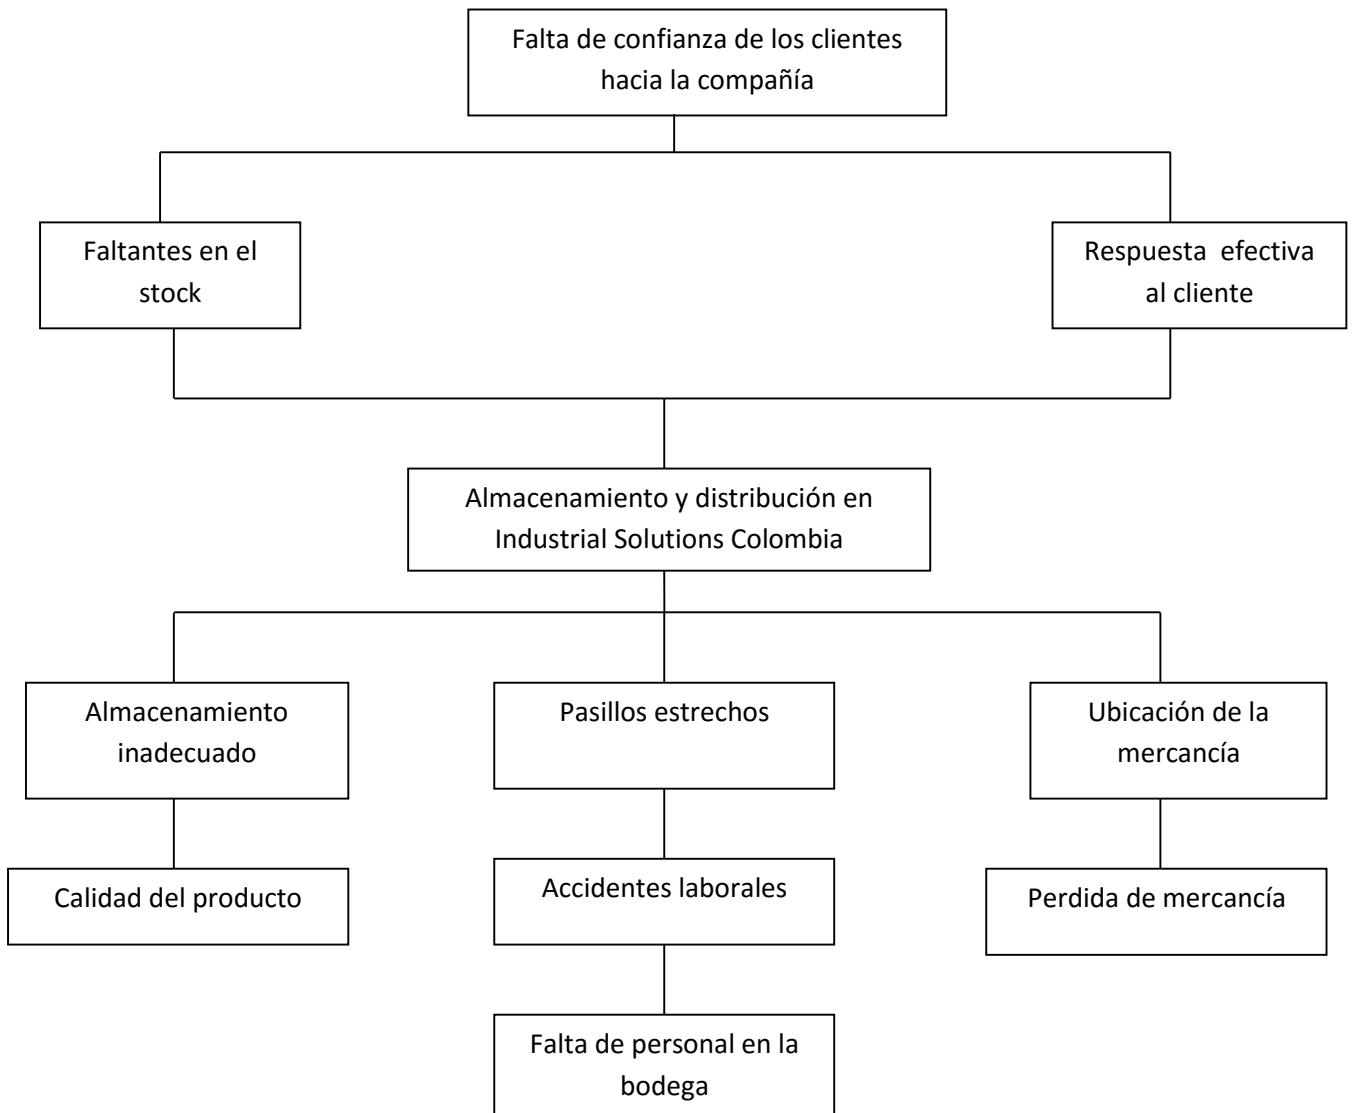 Falta de confianza de los clientes
hacia la compañía
Faltantes en el
stock
Respuesta  efectiva
al cliente
Almacenamiento y distribución en
Industrial Solutions Colombia
Almacenamiento
inadecuado
Pasillos estrechos
Ubicación de la
mercancía
Calidad del producto
Accidentes laborales
Perdida de mercancía
Falta de personal en la
bodega